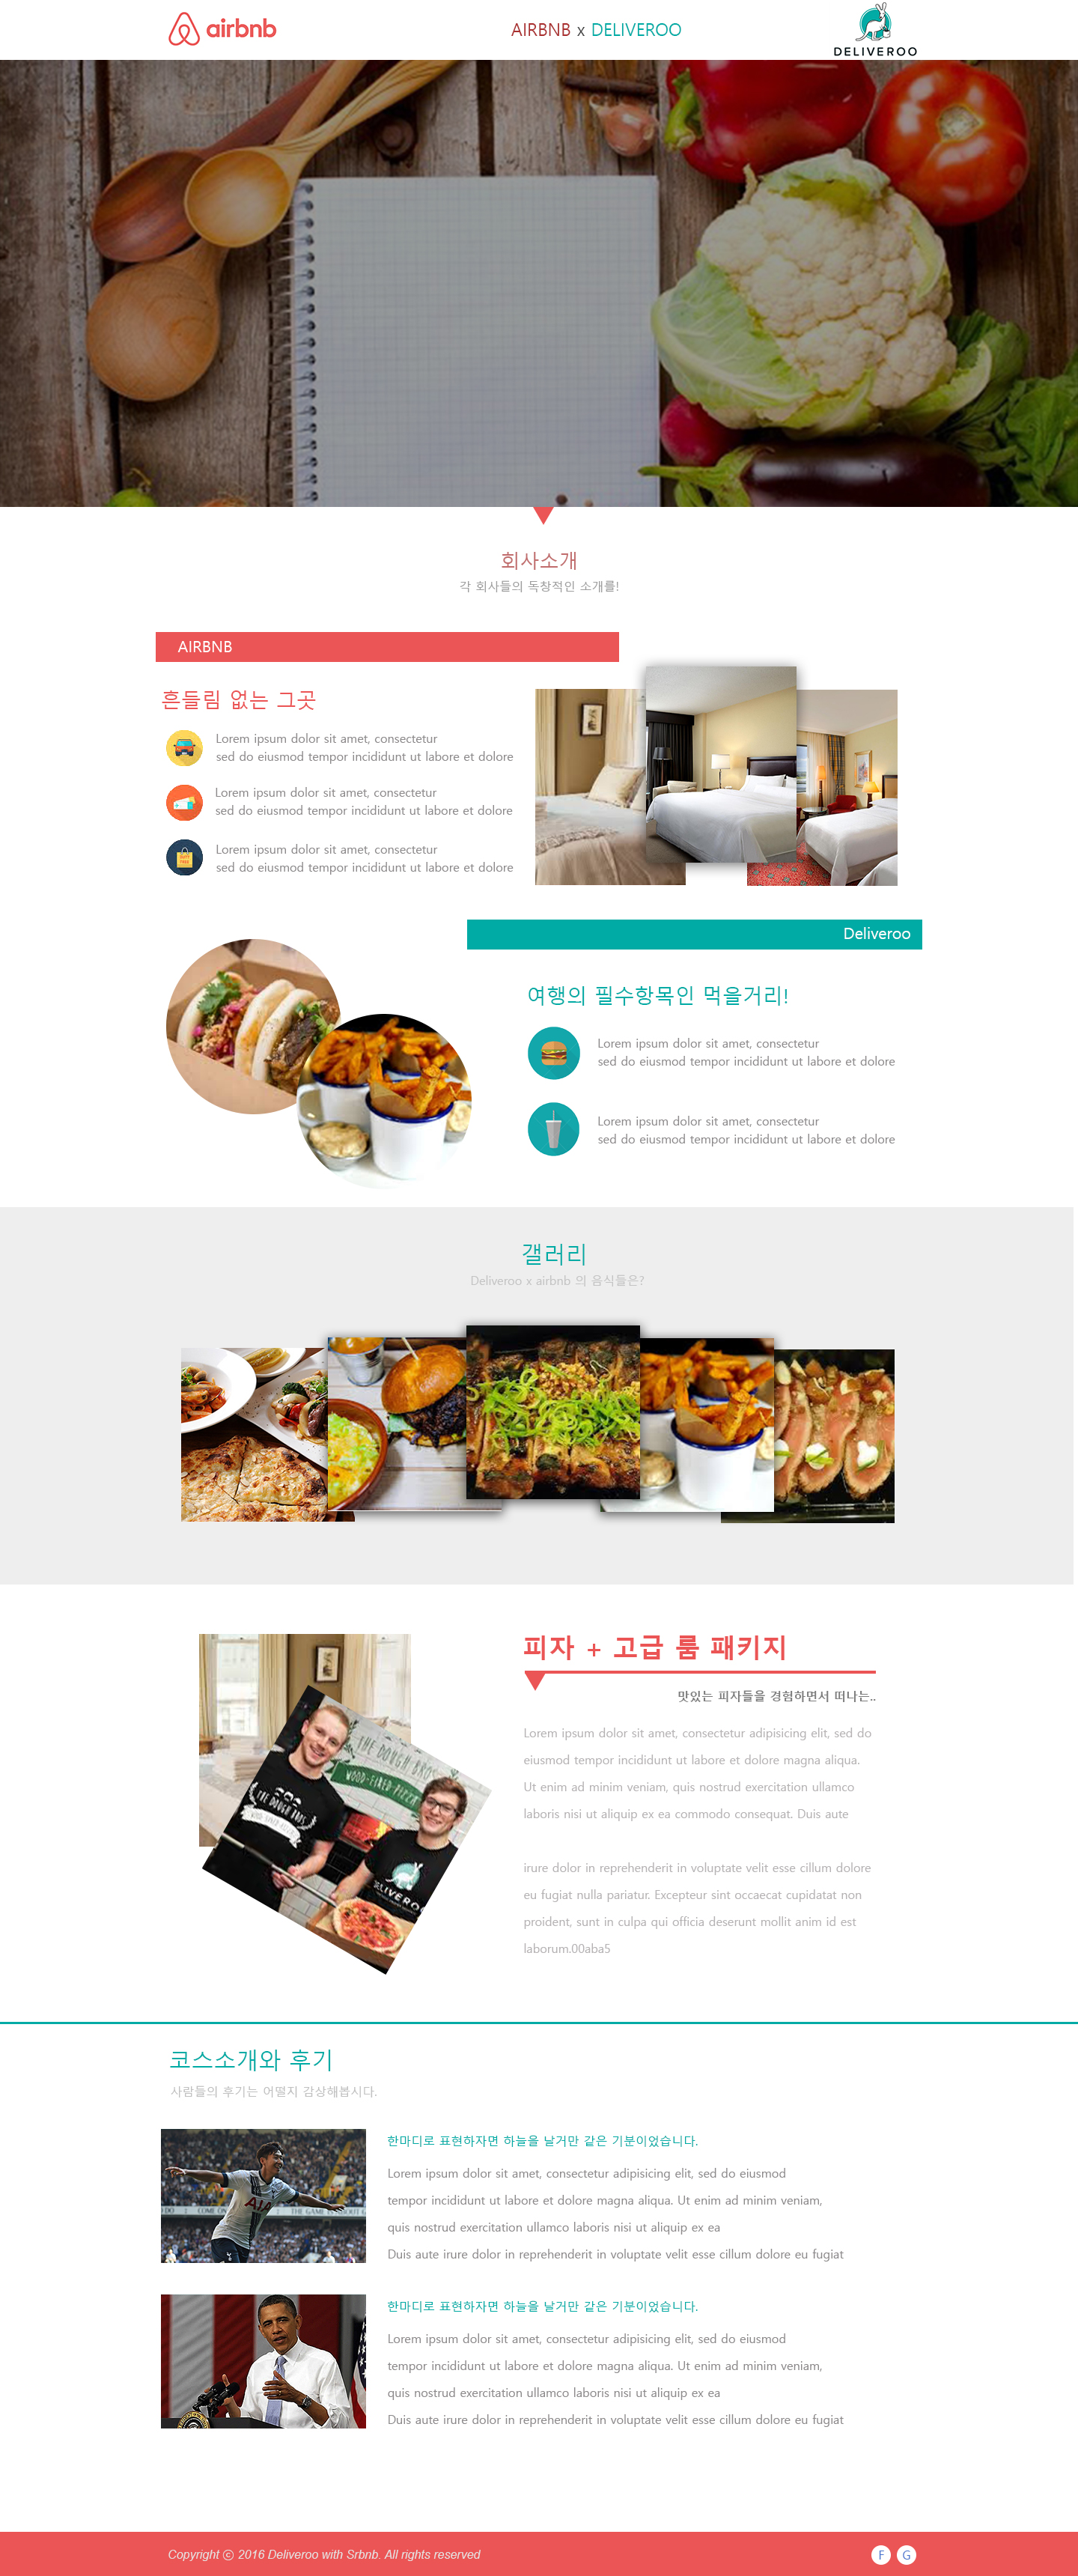 airbnb
AIRBNB x DELIVEROO
DELIVEROO
회사소개
각 회사들의 독창적인 소개를!
AIRBNB
흔들림 없는 그곳
Lorem ipsum dolor sit amet, consectetur
sed do eiusmod tempor incididunt ut labore et dolore
Lorem ipsum dolor sit amet, consectetur
sed do eiusmod tempor incididunt ut labore et dolore
Lorem ipsum dolor sit amet, consectetur
sed do eiusmod tempor incididunt ut labore et dolore
Deliveroo
여행의 필수항목인 먹을거리!
Lorem ipsum dolor sit amet, consectetur
sed do eiusmod tempor incididunt ut labore et dolore
Lorem ipsum dolor sit amet, consectetur
sed do eiusmod tempor incididunt ut labore et dolore
갤러리
Deliveroo x airbnb 의 음식들은?
피자 + 고급 룸 패키지
맛있는 피자들을 경험하면서 떠나는..
THE DOUGH BROS
WOOD-FIRED PIZZA
DELIVEROO
Lorem ipsum dolor sit amet, consectetur adipisicing elit, sed do
eiusmod tempor incididunt ut labore et dolore magna aliqua.
Ut enim ad minim veniam, quis nostrud exercitation ullamco
laboris nisi ut aliquip ex ea commodo consequat. Duis aute
irure dolor in reprehenderit in voluptate velit esse cillum dolore
eu fugiat nulla pariatur. Excepteur sint occaecat cupidatat non
proident, sunt in culpa qui officia deserunt mollit anim id est
laborum.00aba5
코스소개와 후기
사람들의 후기는 어떨지 감상해봅시다.
AIA
한마디로 표현하자면 하늘을 날거만 같은 기분이었습니다.
Lorem ipsum dolor sit amet, consectetur adipisicing elit, sed do eiusmod
tempor incididunt ut labore et dolore magna aliqua. Ut enim ad minim veniam,
quis nostrud exercitation ullamco laboris nisi ut aliquip ex ea
Duis aute irure dolor in reprehenderit in voluptate velit esse cillum dolore eu fugiat
한마디로 표현하자면 하늘을 날거만 같은 기분이었습니다.
Lorem ipsum dolor sit amet, consectetur adipisicing elit, sed do eiusmod
tempor incididunt ut labore et dolore magna aliqua. Ut enim ad minim veniam,
quis nostrud exercitation ullamco laboris nisi ut aliquip ex ea
Duis aute irure dolor in reprehenderit in voluptate velit esse cillum dolore eu fugiat
Copyright ⓒ 2016 Deliveroo with Srbnb. All rights reserved
F G